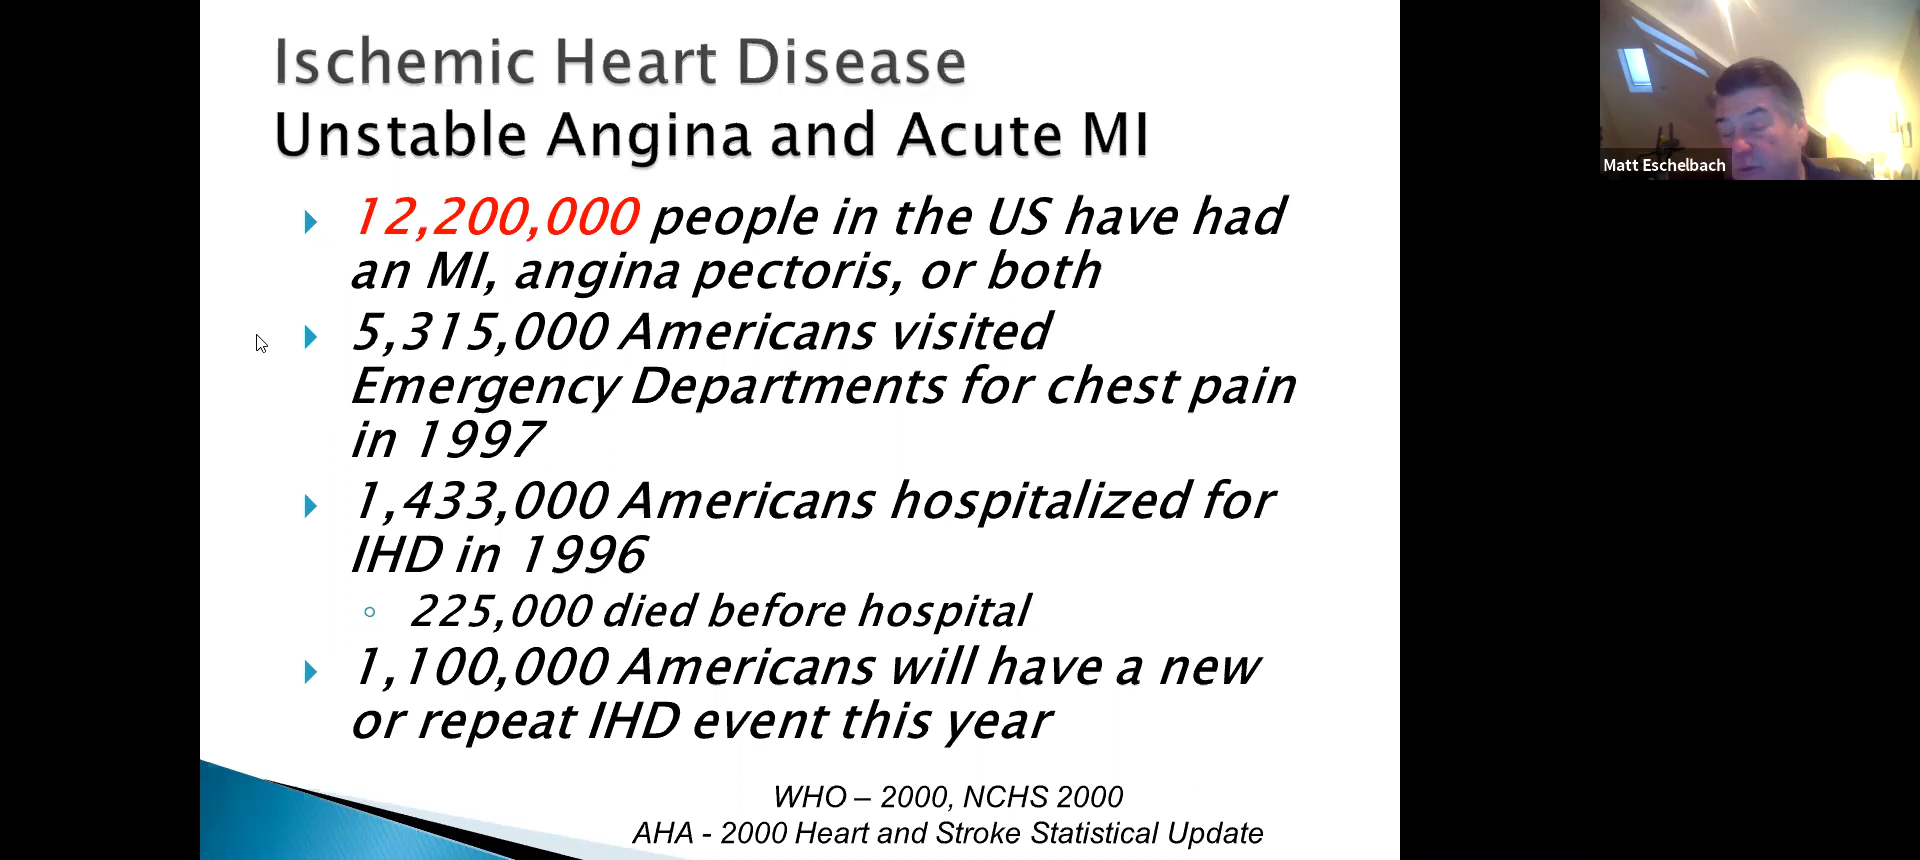 Ischemic Heart Disease
Unstable Angina and Acute MI
12,200,000 people in the US have had
an MI, angina pectoris, or both
5,315,000 Americans visited
Emergency Departments for chest pain
in 1997
1,433,000 Americans hospitalized for
IHD in 1996
225,000 died before hospital
1,100,000 Americans will have a new
or repeat IHD event this year
WHO – 2000, NCHS 2000
AHA - 2000 Heart and Stroke Statistical Update
Matt Eschelbach